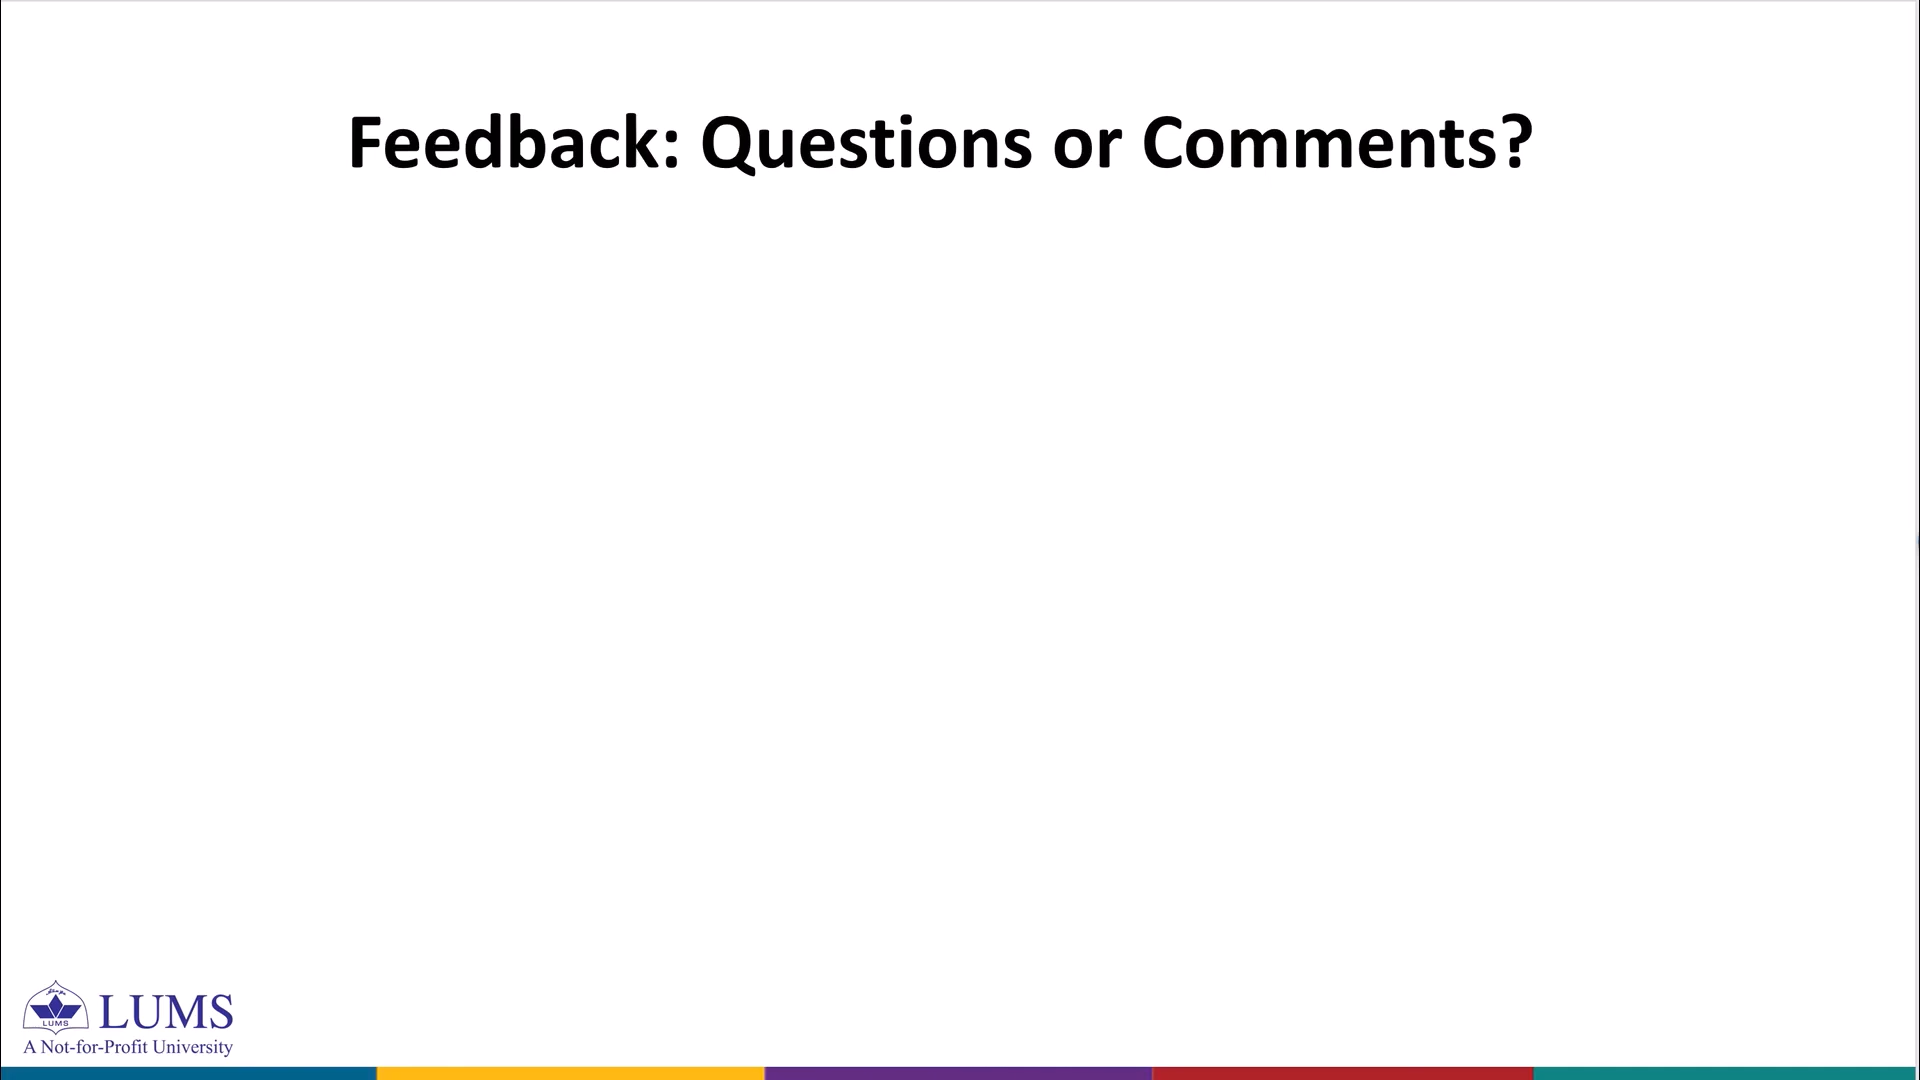 Feedback: Questions or Comments?
LUMS
LUMS
A Not-for-Profit University